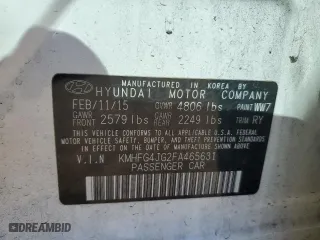 MANUFACTURED IN KOREA BY
HYUNDAI MOTOR COMPANY
FEB/11/15 GVWR 4806 lbs PAINT WW7
GAWR FRONT 2579 lbs GAWR REAR 2249 lbs TRIM RY
THIS VEHICLE CONFORMS TO ALL APPLICABLE
FEDERAL MOTOR VEHICLE SAFETY, BUMPER,
AND THEFT PREVENTION STANDARDS IN EFFECT
ON THE DATE OF MANUFACTURE SHOWN ABOVE.
V.I.N KMHFG4JG2FA465631
PASSENGER CAR